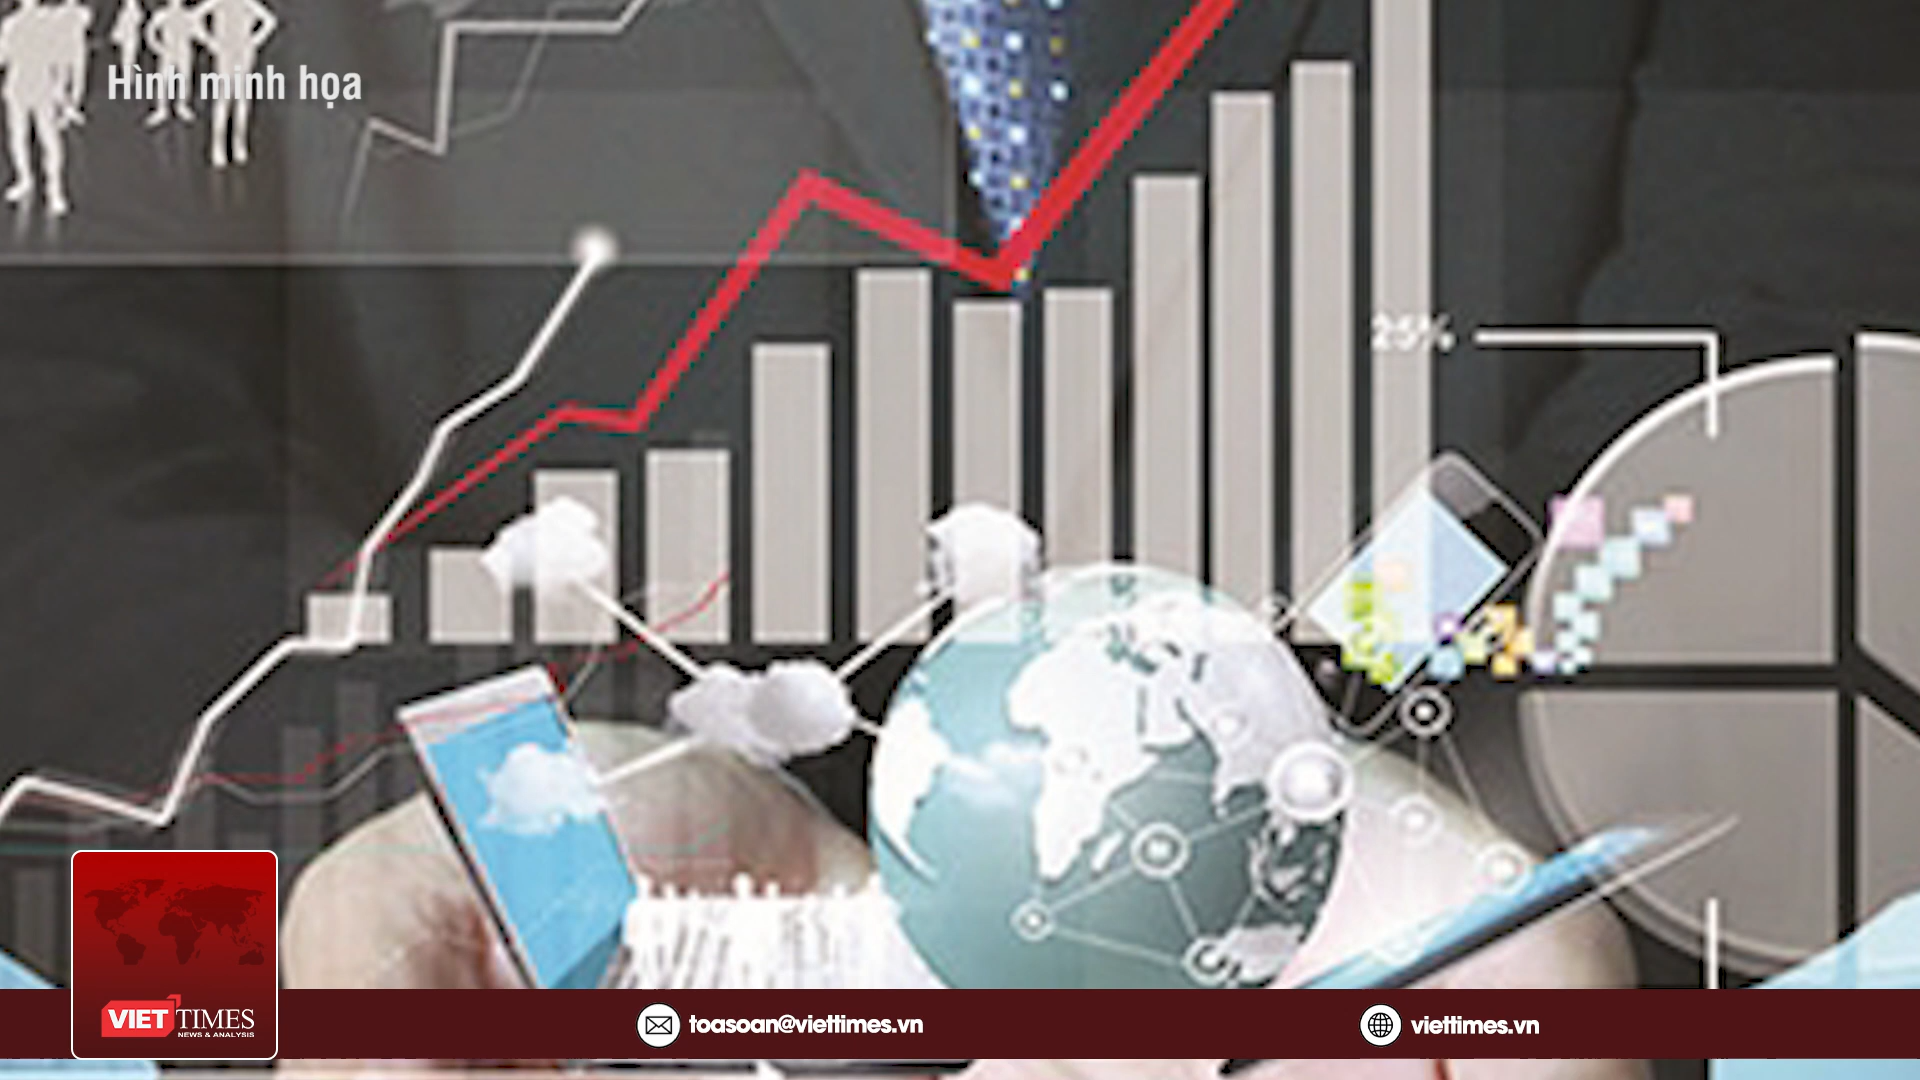 Hình minh họa
25%
VIETTIMES
NEWS & ANALYSIS
toasoan@viettimes.vn
viettimes.vn